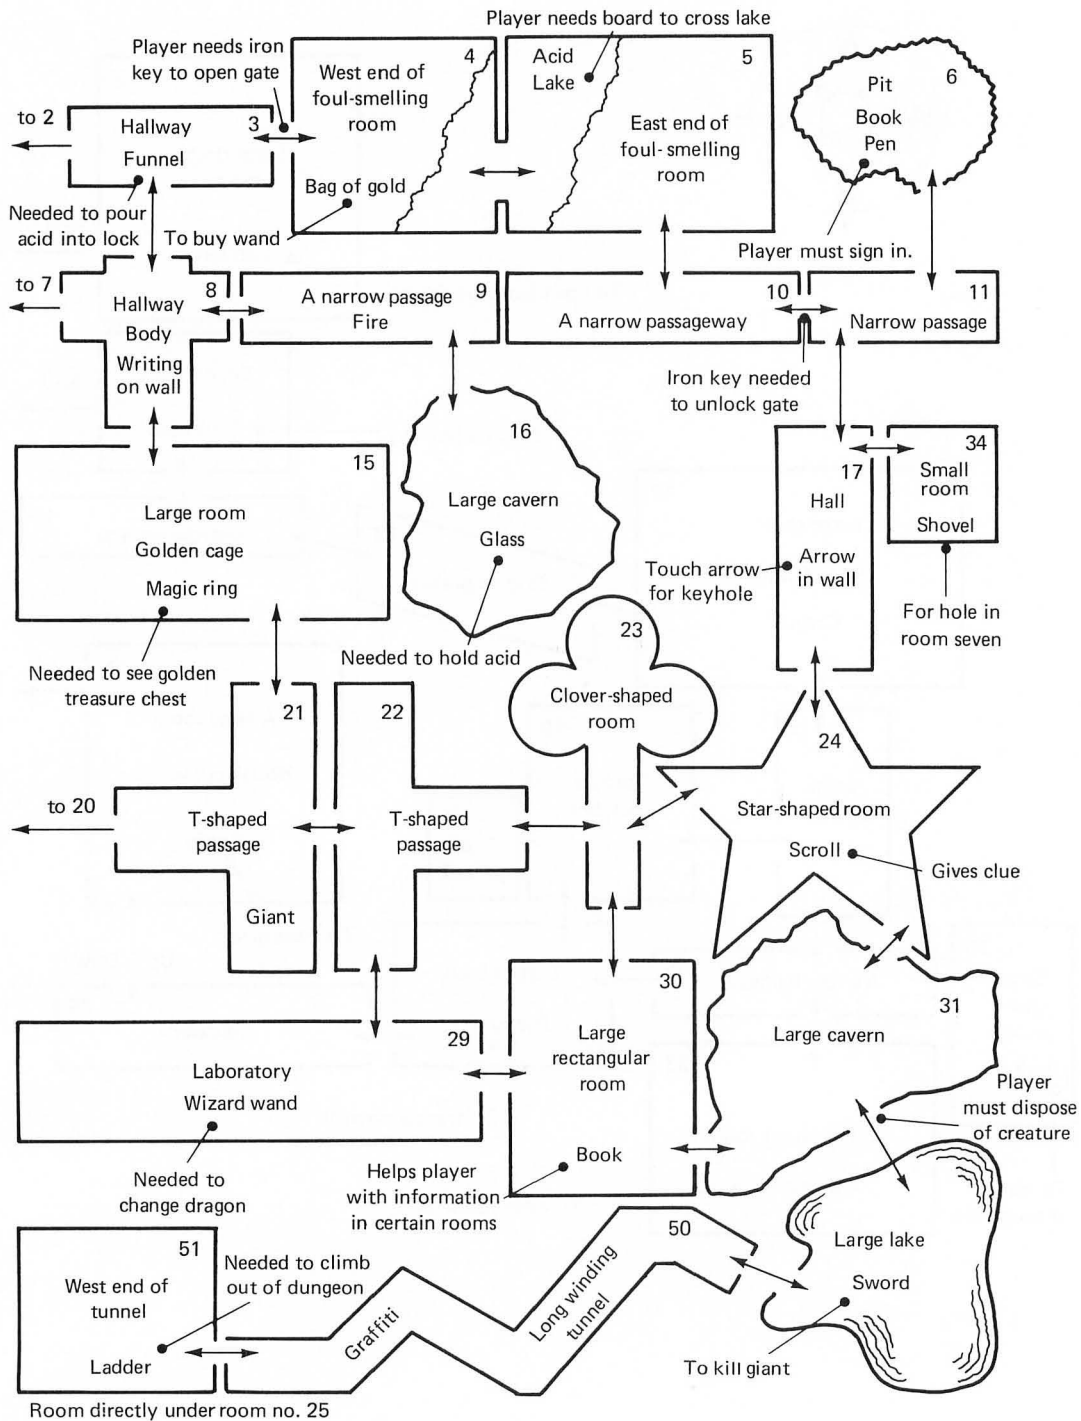 Player needs board to cross lake
Player needs iron
key to open gate
to 2
Hallway
3
Funnel
Needed to pour
acid into lock
4
West end of
foul-smelling
room
Bag of gold
To buy wand
Acid
Lake
5
East end of
foul-smelling
room
6
Pit
Book
Pen
Player must sign in.
to 7
8
Hallway
Body
Writing
on wall
9
A narrow passage
Fire
10
A narrow passageway
11
Narrow passage
Iron key needed
to unlock gate
15
Large room
Golden cage
Magic ring
Needed to see golden
treasure chest
16
Large cavern
Glass
Needed to hold acid
17
Hall
Arrow
in wall
Touch arrow
for keyhole
34
Small
room
Shovel
For hole in
room seven
to 20
21
T-shaped
passage
Giant
22
T-shaped
passage
23
Clover-shaped
room
24
Star-shaped room
Scroll
Gives clue
29
Laboratory
Wizard wand
Needed to
change dragon
30
Large
rectangular
room
Book
Helps player
with information
in certain rooms
31
Large cavern
Player
must dispose
of creature
51
West end of
tunnel
Ladder
Needed to climb
out of dungeon
Graffiti
50
Long winding
tunnel
Large lake
Sword
To kill giant
Room directly under room no. 25